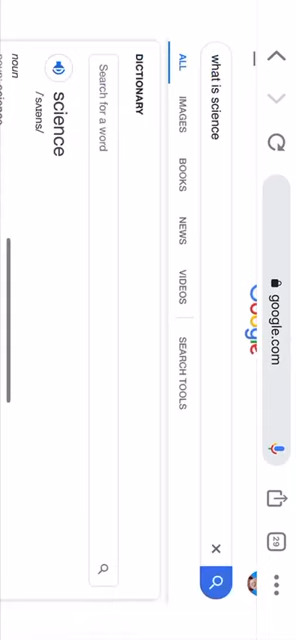 google.com
29
Google
what is science
ALL IMAGES BOOKS NEWS VIDEOS SEARCH TOOLS
DICTIONARY
Search for a word
science
/ˈsʌɪəns/
noun